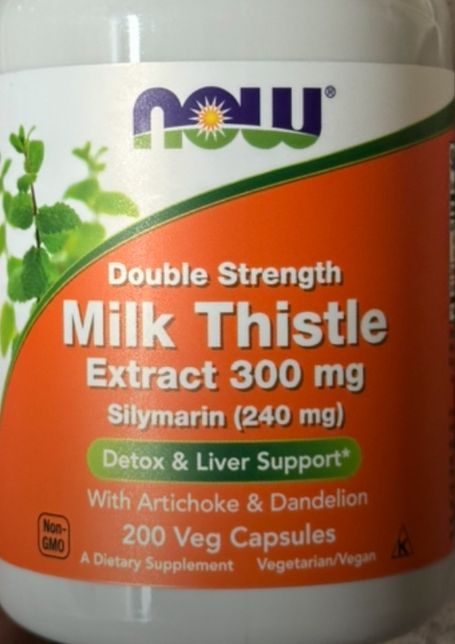 NOW®
Double Strength
Milk Thistle
Extract 300 mg
Silymarin (240 mg)
Detox & Liver Support*
With Artichoke & Dandelion
Non-
GMO
200 Veg Capsules
A Dietary Supplement Vegetarian/Vegan
K